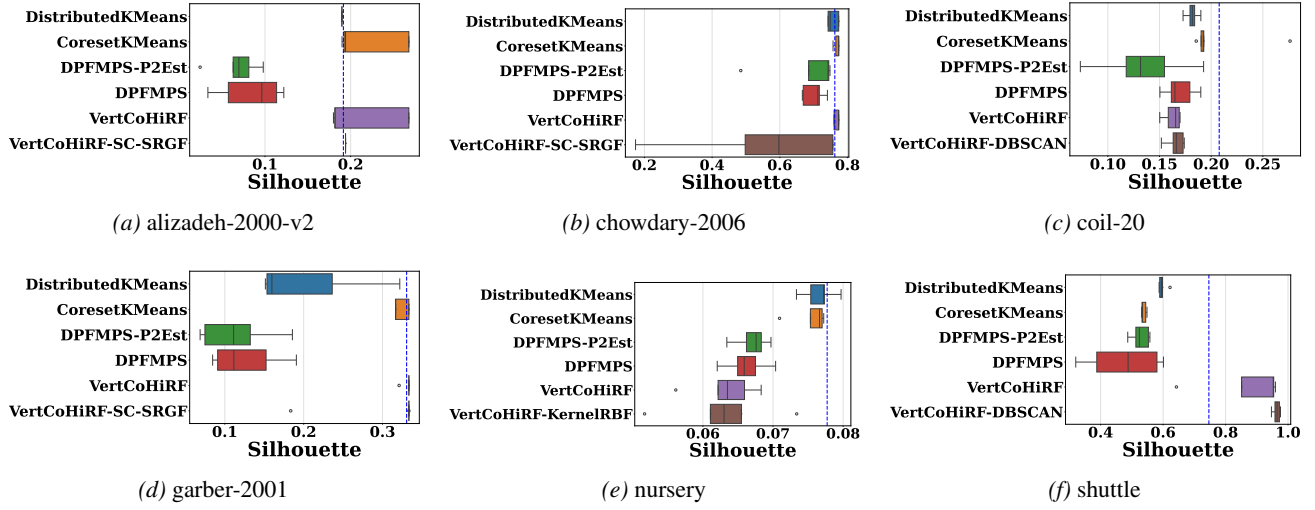 DistributedKMeans
CoresetKMeans
DPFMPS-P2Est
DPFMPS
VertCoHiRF
VertCoHiRF-SC-SRGF
0.1 0.2
Silhouette
(a) alizadeh-2000-v2
DistributedKMeans
CoresetKMeans
DPFMPS-P2Est
DPFMPS
VertCoHiRF
VertCoHiRF-SC-SRGF
0.2 0.4 0.6 0.8
Silhouette
(b) chowdary-2006
DistributedKMeans
CoresetKMeans
DPFMPS-P2Est
DPFMPS
VertCoHiRF
VertCoHiRF-DBSCAN
0.10 0.15 0.20 0.25
Silhouette
(c) coil-20
DistributedKMeans
CoresetKMeans
DPFMPS-P2Est
DPFMPS
VertCoHiRF
VertCoHiRF-SC-SRGF
0.1 0.2 0.3
Silhouette
(d) garber-2001
DistributedKMeans
CoresetKMeans
DPFMPS-P2Est
DPFMPS
VertCoHiRF
VertCoHiRF-KernelRBF
0.06 0.07 0.08
Silhouette
(e) nursery
DistributedKMeans
CoresetKMeans
DPFMPS-P2Est
DPFMPS
VertCoHiRF
VertCoHiRF-DBSCAN
0.4 0.6 0.8 1.0
Silhouette
(f) shuttle